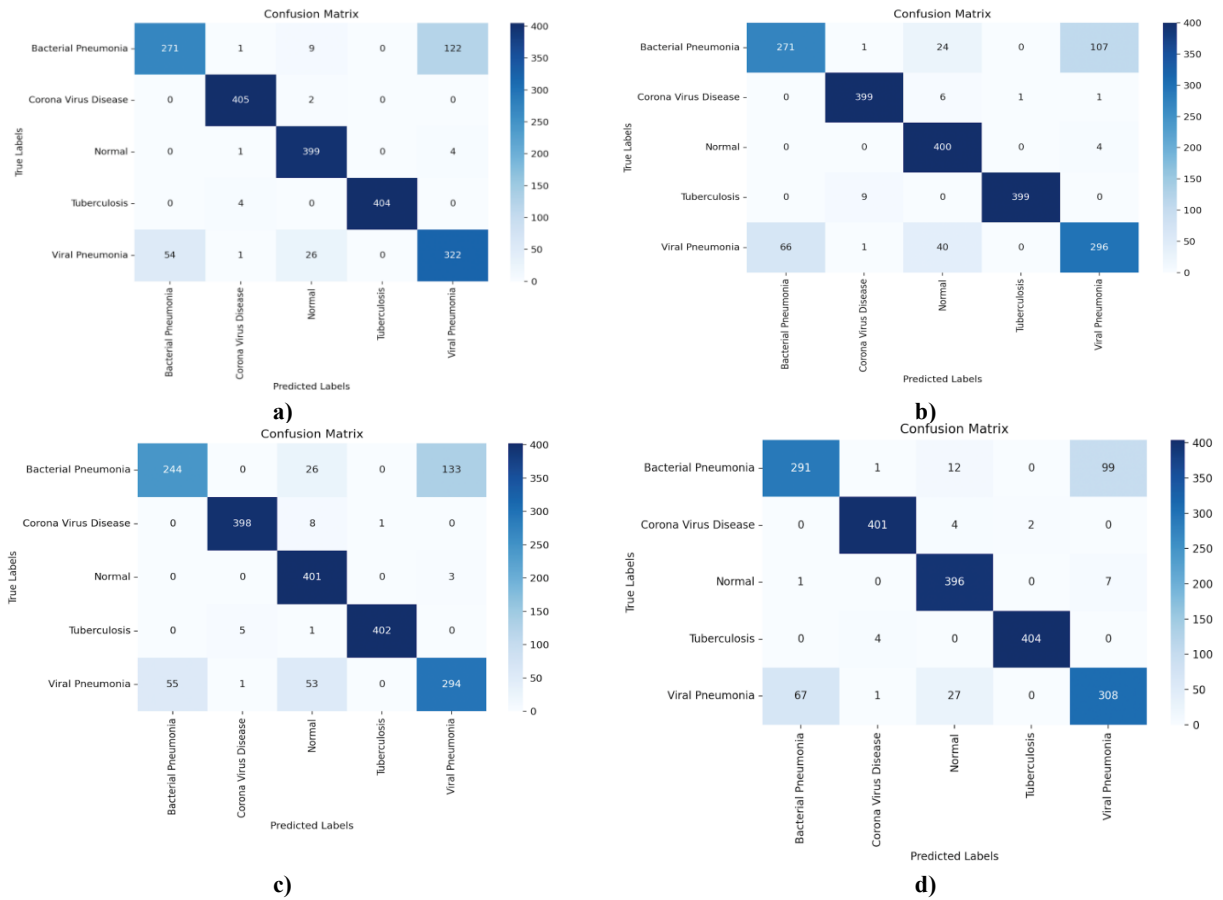 Confusion Matrix
True Labels
Bacterial Pneumonia 271 1 9 0 122
Corona Virus Disease 0 405 2 0 0
Normal 0 1 399 0 4
Tuberculosis 0 4 0 404 0
Viral Pneumonia 54 1 26 0 322
Bacterial Pneumonia
Corona Virus Disease
Normal
Tuberculosis
Viral Pneumonia
Predicted Labels
400
350
300
250
200
150
100
50
0
a)
Confusion Matrix
True Labels
Bacterial Pneumonia 271 1 24 0 107
Corona Virus Disease 0 399 6 1 1
Normal 0 0 400 0 4
Tuberculosis 0 9 0 399 0
Viral Pneumonia 66 1 40 0 296
Bacterial Pneumonia
Corona Virus Disease
Normal
Tuberculosis
Viral Pneumonia
Predicted Labels
400
350
300
250
200
150
100
50
0
b)
Confusion Matrix
True Labels
Bacterial Pneumonia 244 0 26 0 133
Corona Virus Disease 0 398 8 1 0
Normal 0 0 401 0 3
Tuberculosis 0 5 1 402 0
Viral Pneumonia 55 1 53 0 294
Bacterial Pneumonia
Corona Virus Disease
Normal
Tuberculosis
Viral Pneumonia
Predicted Labels
400
350
300
250
200
150
100
50
0
c)
Confusion Matrix
True Labels
Bacterial Pneumonia 291 1 12 0 99
Corona Virus Disease 0 401 4 2 0
Normal 1 0 396 0 7
Tuberculosis 0 4 0 404 0
Viral Pneumonia 67 1 27 0 308
Bacterial Pneumonia
Corona Virus Disease
Normal
Tuberculosis
Viral Pneumonia
Predicted Labels
400
350
300
250
200
150
100
50
0
d)